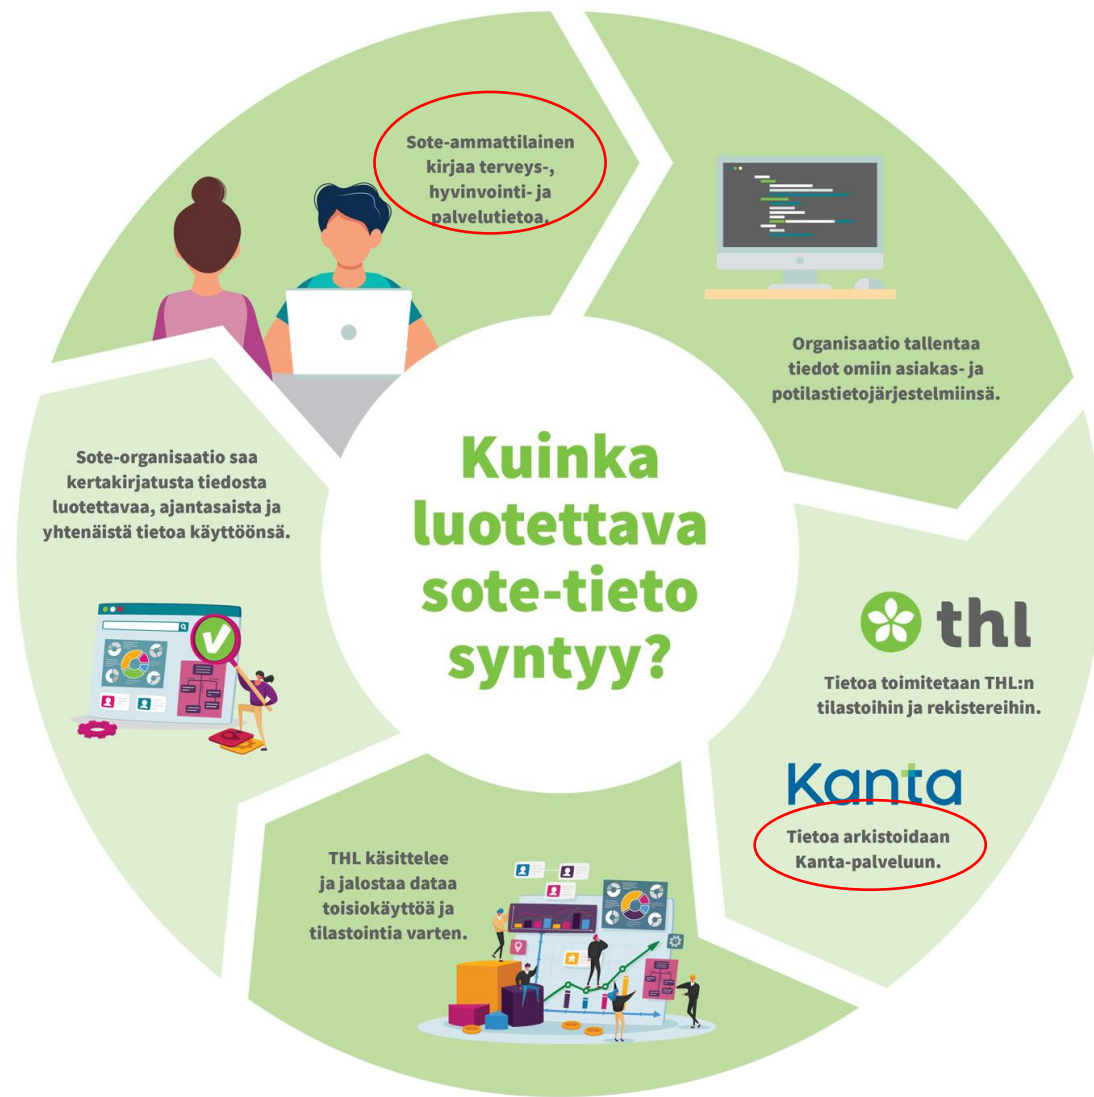 Kuinka
luotettava
sote-tieto
syntyy?
Sote-ammattilainen
kirjaa terveys-,
hyvinvointi- ja
palvelutietoa.
Organisaatio tallentaa
tiedot omiin asiakas- ja
potilastietojärjestelmiinsä.
thl
Tietoa toimitetaan THL:n
tilastoihin ja rekistereihin.
Kanta
Tietoa arkistoidaan
Kanta-palveluun.
THL käsittelee
ja jalostaa dataa
toisiokäyttöä ja
tilastointia varten.
Sote-organisaatio saa
kertakirjatusta tiedosta
luotettavaa, ajantasaista ja
yhtenäistä tietoa käyttöönsä.